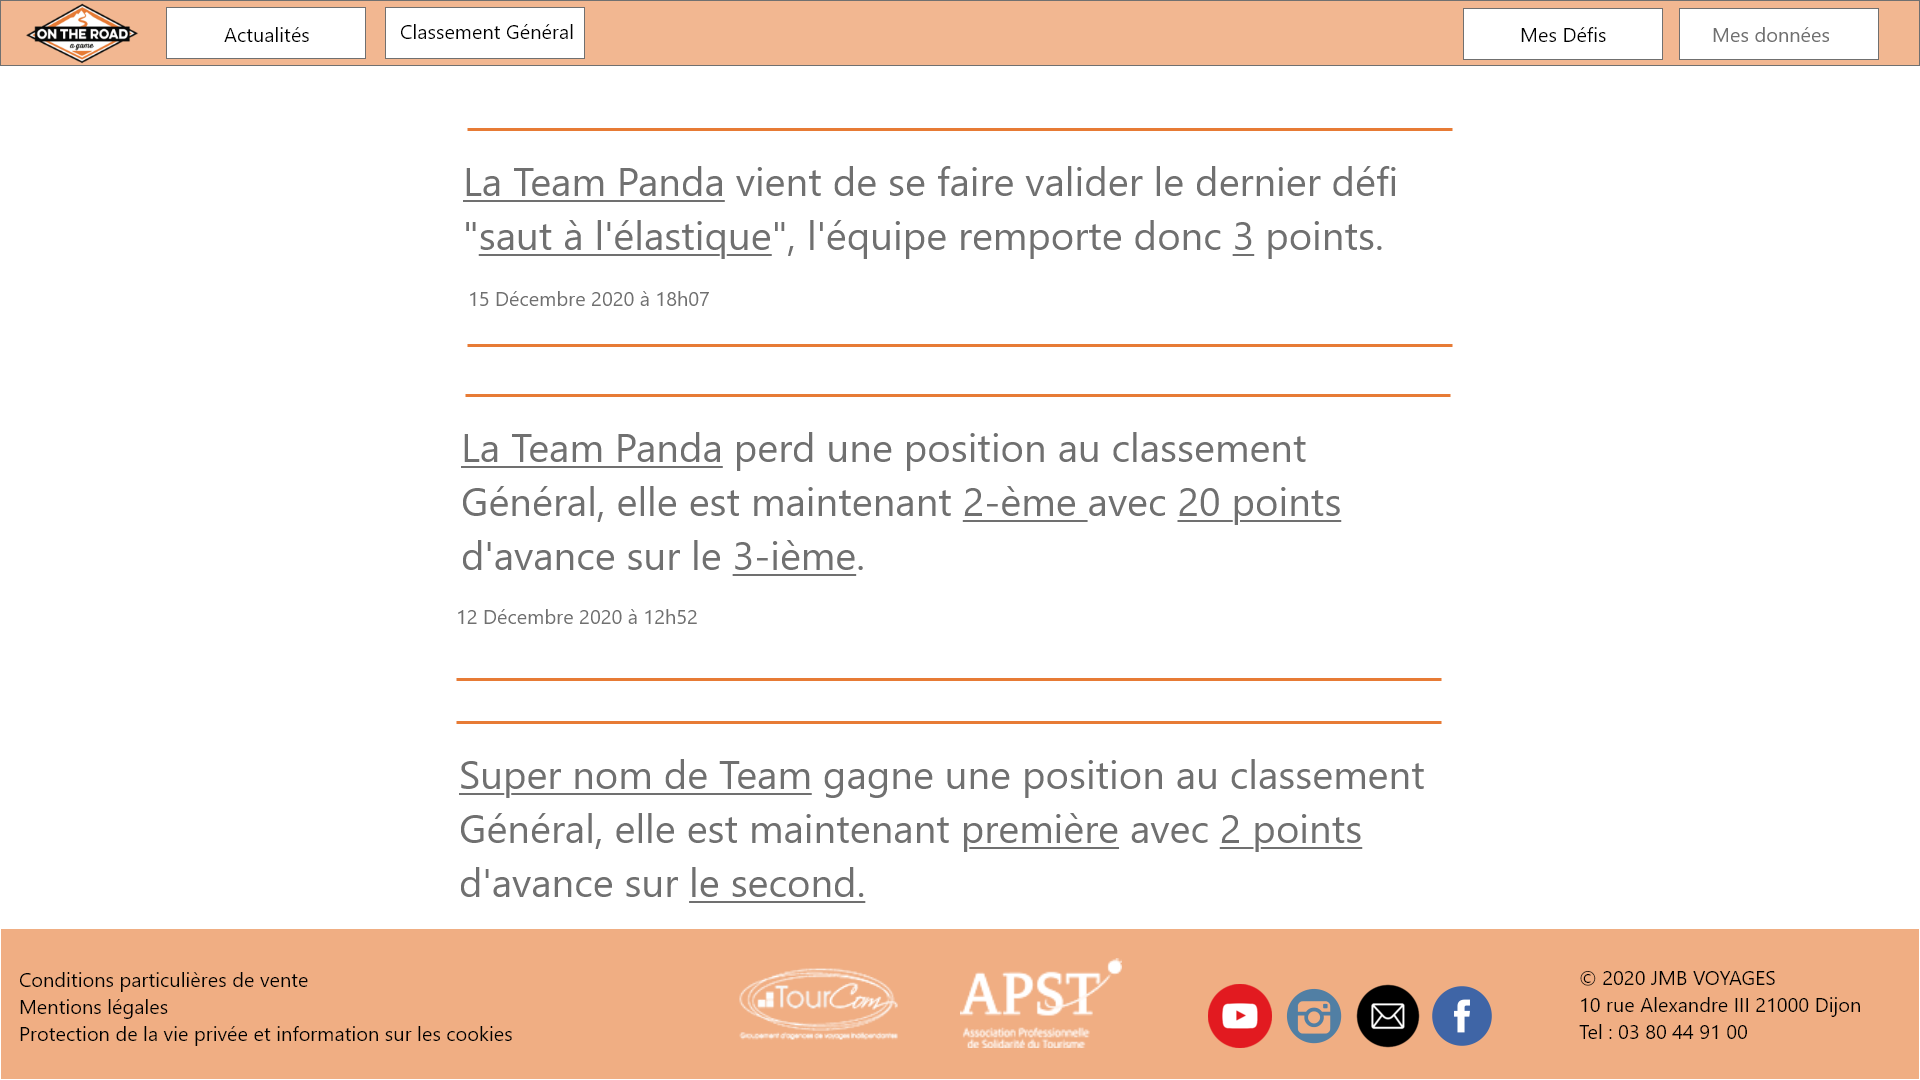 ON THE ROAD
a game
Actualités
Classement Général
Mes Défis
Mes données
La Team Panda vient de se faire valider le dernier défi
"saut à l'élastique", l'équipe remporte donc 3 points.
15 Décembre 2020 à 18h07
La Team Panda perd une position au classement
Général, elle est maintenant 2-ème avec 20 points
d'avance sur le 3-ième.
12 Décembre 2020 à 12h52
Super nom de Team gagne une position au classement
Général, elle est maintenant première avec 2 points
d'avance sur le second.
Conditions particulières de vente
Mentions légales
Protection de la vie privée et information sur les cookies
TourCom
Groupement d'agences de voyages indépendantes
APST
Association Professionnelle
de Solidarité du Tourisme
© 2020 JMB VOYAGES
10 rue Alexandre III 21000 Dijon
Tel : 03 80 44 91 00